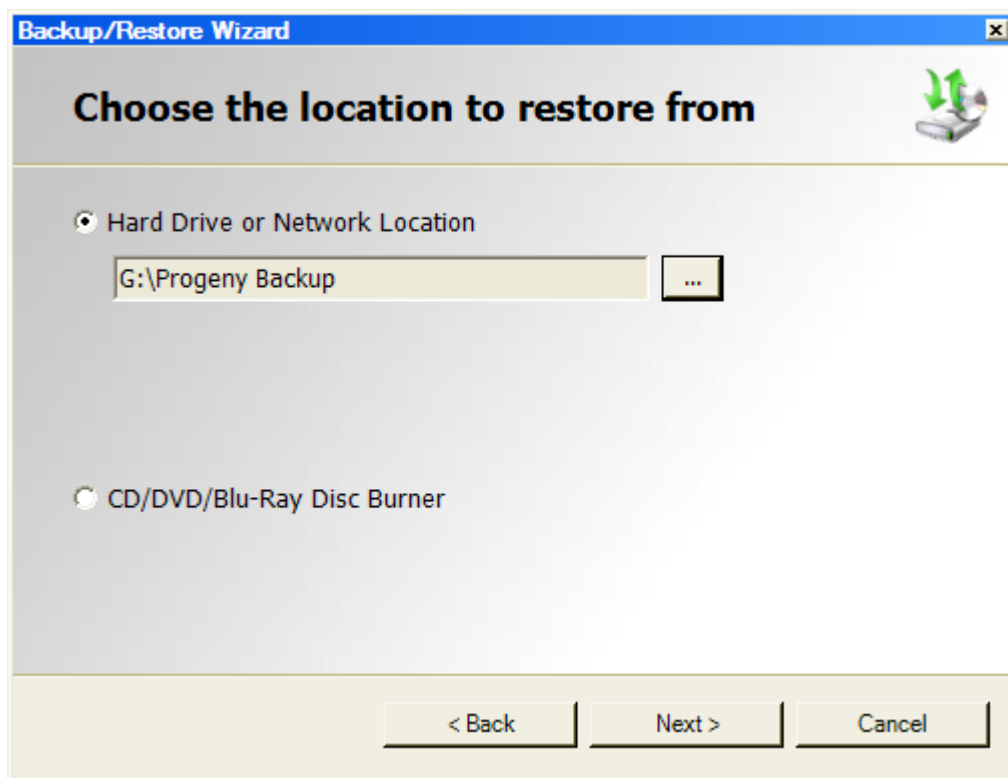 Backup/Restore Wizard
Choose the location to restore from
Hard Drive or Network Location
G:\Progeny Backup
...
CD/DVD/Blu-Ray Disc Burner
< Back
Next >
Cancel